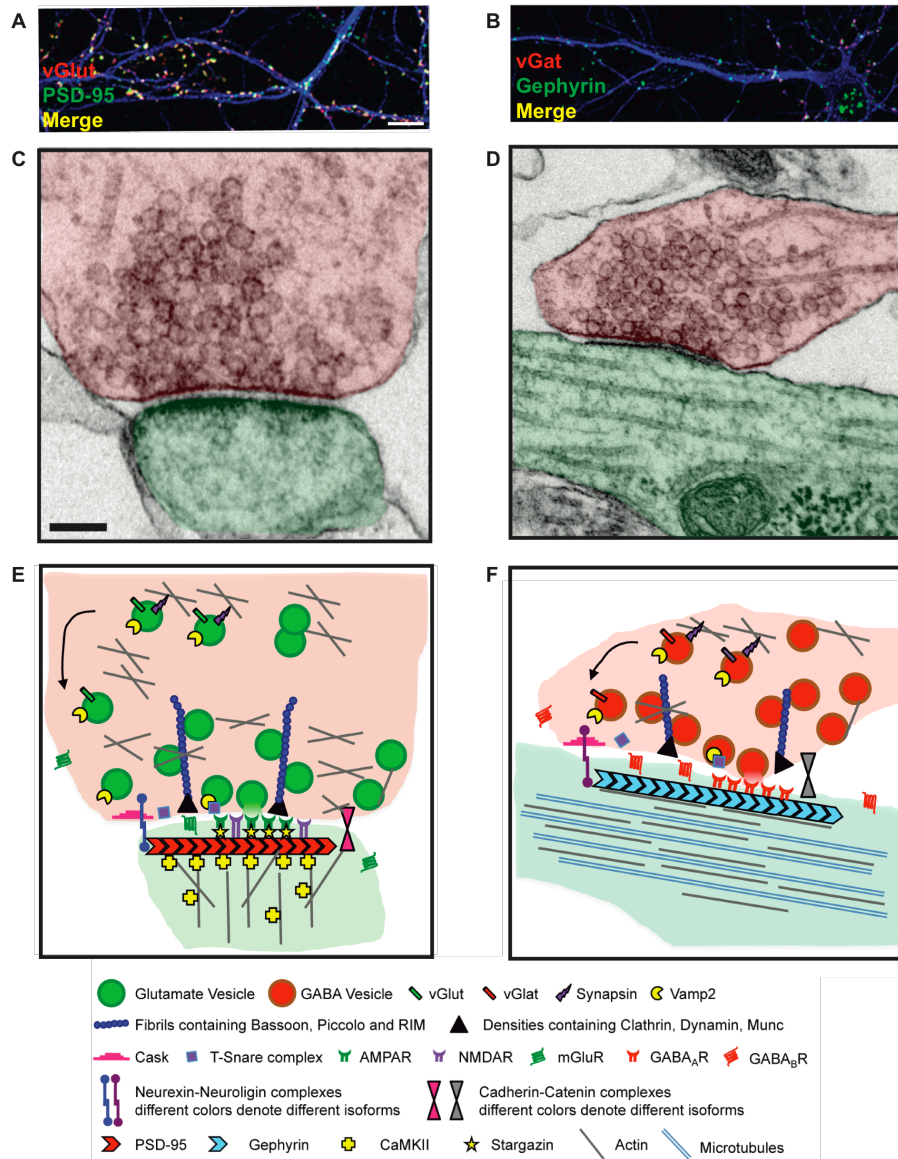 A
B
vGlut
PSD-95
Merge
vGat
Gephyrin
Merge
C
D
E
F
Glutamate Vesicle GABA Vesicle vGlut vGlat Synapsin Vamp2
Fibrils containing Bassoon, Piccolo and RIM Densities containing Clathrin, Dynamin, Munc
Cask T-Snare complex AMPAR NMDAR mGluR GABAAR GABABR
Neurexin-Neuroligin complexes
different colors denote different isoforms
Cadherin-Catenin complexes
different colors denote different isoforms
PSD-95 Gephyrin CaMKII Stargazin Actin Microtubules